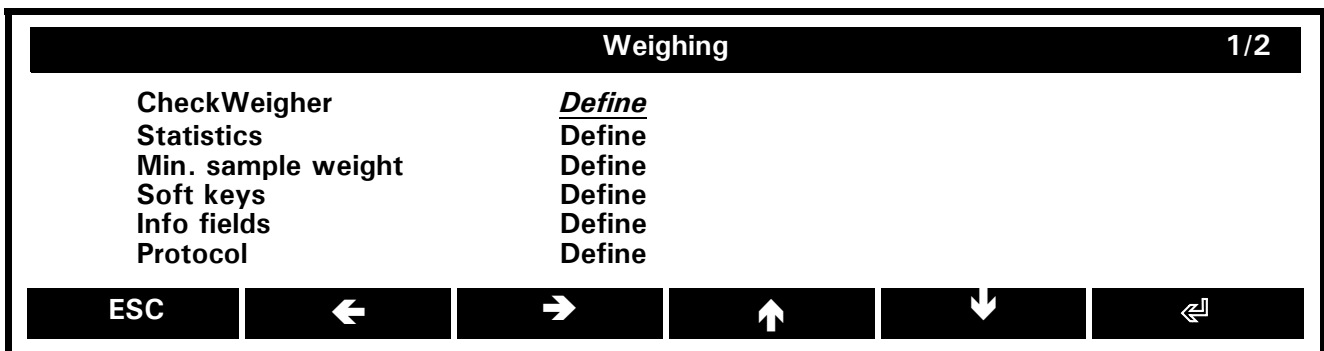 Weighing 1/2
CheckWeigher Define
Statistics Define
Min. sample weight Define
Soft keys Define
Info fields Define
Protocol Define
ESC